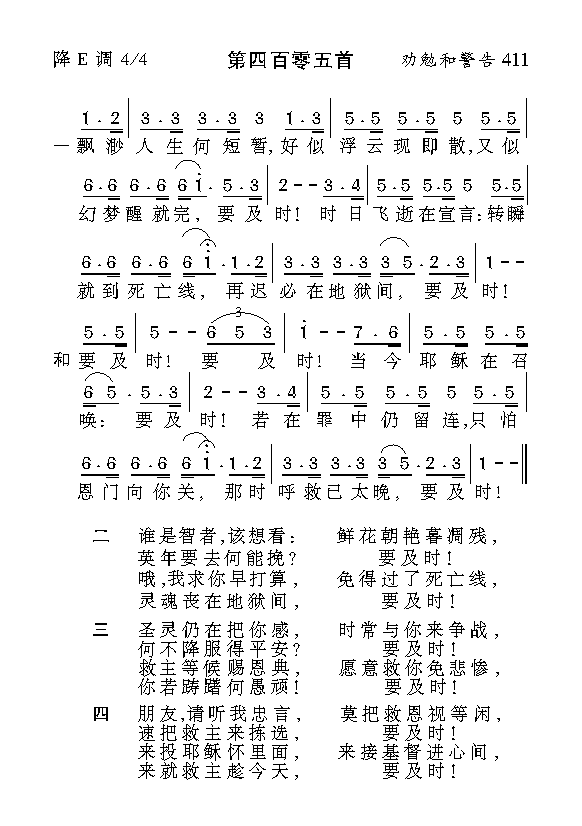 降 E 调 4/4 第四百零五首 劝勉和警告 411
1 . 2 | 3 . 3 3 . 3 3 1 . 3 | 5 . 5 5 . 5 5 5 . 5 |
一飘渺人生何短暂,好似浮云现即散,又似
6 . 6 6 . 6 6 1 . 5 . 3 | 2 - - 3 . 4 | 5 . 5 5 . 5 5 5 . 5 |
幻梦醒就完, 要及时! 时日飞逝在宣言:转瞬
6 . 6 6 . 6 6 1 . 1 . 2 | 3 . 3 3 . 3 3 5 . 2 . 3 | 1 - -
就到死亡线, 再迟必在地狱间, 要及时!
5 . 5 | 5 - - 6 5 3 | 1 - - 7 . 6 | 5 . 5 5 . 5
和要及时! 要及时! 当今耶稣在召
6 5 . 5 . 3 | 2 - - 3 . 4 | 5 . 5 5 . 5 5 5 . 5 |
唤: 要及时! 若在罪中仍留连,只怕
6 . 6 6 . 6 6 1 . 1 . 2 | 3 . 3 3 . 3 3 5 . 2 . 3 | 1 - - ‖
恩门向你关, 那时呼救已太晚, 要及时!
二 谁是智者,该想看: 鲜花朝艳暮凋残,
英年要去何能挽? 要及时!
哦,我求你早打算, 免得过了死亡线,
灵魂丧在地狱间, 要及时!
三 圣灵仍在把你感, 时常与你来争战,
何不降服得平安? 要及时!
救主等候赐恩典, 愿意救你免悲惨,
你若踌躇何愚顽! 要及时!
四 朋友,请听我忠言, 莫把救恩视等闲,
速把救主来拣选, 要及时!
来投耶稣怀里面, 来接基督进心间,
来就救主趁今天, 要及时!